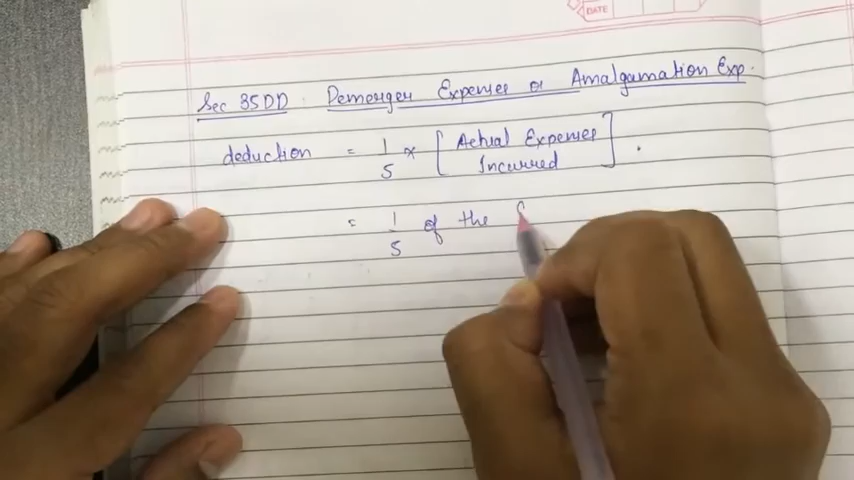 DATE
Sec 35DD. Demerger Expenses or Amalgamation Exp.
deduction = 1/5 × [Actual Expenses Incurred].
= 1/5 of the